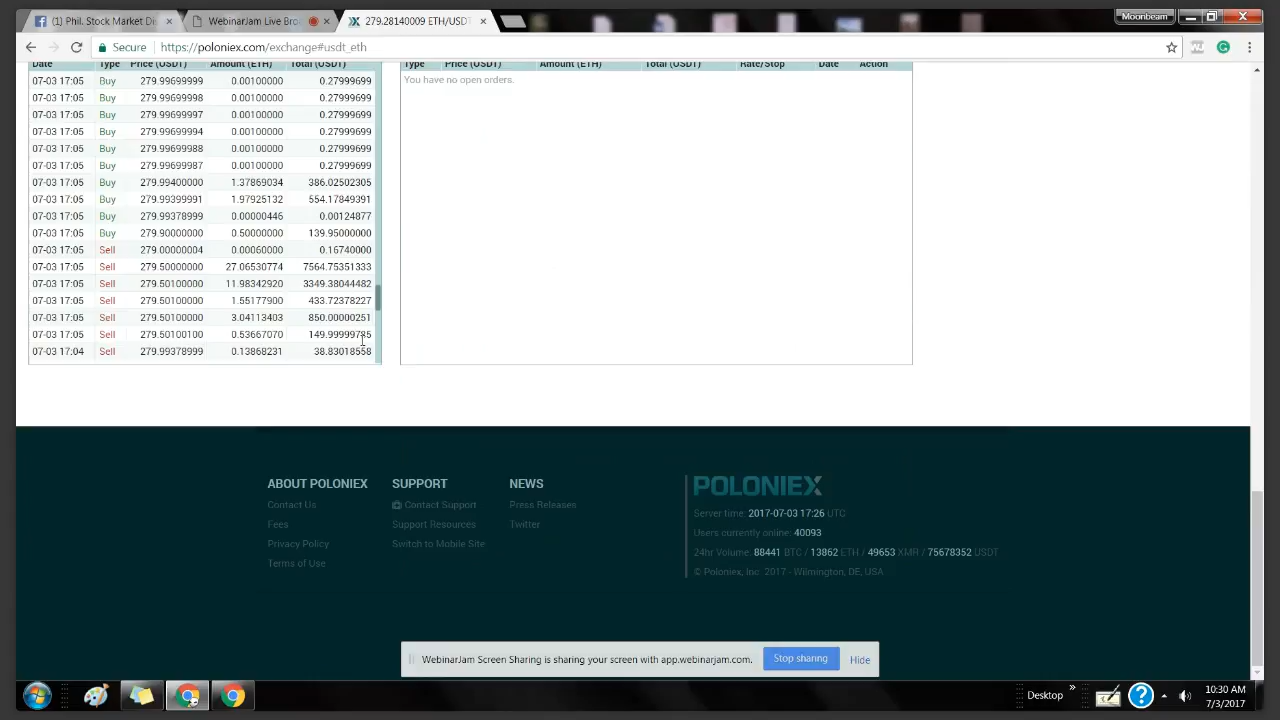 Moonbeam
Phil. Stock Market Du
WebinarJam Live Broa
279.28140009 ETH/USDT
Secure https://poloniex.com/exchange#usdt_eth
Date Type Price (USDT) Amount (ETH) Total (USDT)
07-03 17:05 Buy 279.99699999 0.00100000 0.27999699
07-03 17:05 Buy 279.99699998 0.00100000 0.27999699
07-03 17:05 Buy 279.99699997 0.00100000 0.27999699
07-03 17:05 Buy 279.99699994 0.00100000 0.27999699
07-03 17:05 Buy 279.99699988 0.00100000 0.27999699
07-03 17:05 Buy 279.99699987 0.00100000 0.27999699
07-03 17:05 Buy 279.99400000 1.37869034 386.02502305
07-03 17:05 Buy 279.99399991 1.97925132 554.17849391
07-03 17:05 Buy 279.99378999 0.00000446 0.00124877
07-03 17:05 Buy 279.90000000 0.50000000 139.95000000
07-03 17:05 Sell 279.00000004 0.00060000 0.16740000
07-03 17:05 Sell 279.50000000 27.06530774 7564.75351333
07-03 17:05 Sell 279.50100000 11.98342920 3349.38044482
07-03 17:05 Sell 279.50100000 1.55177900 433.72378227
07-03 17:05 Sell 279.50100000 3.04113403 850.00000251
07-03 17:05 Sell 279.50100100 0.53667070 149.99999785
07-03 17:04 Sell 279.99378999 0.13868231 38.83018558
Type Price (USDT) Amount (ETH) Total (USDT) Rate/Stop Date Action
You have no open orders.
ABOUT POLONIEX
Contact Us
Fees
Privacy Policy
Terms of Use
SUPPORT
Contact Support
Support Resources
Switch to Mobile Site
NEWS
Press Releases
Twitter
POLONIEX
Server time: 2017-07-03 17:26 UTC
Users currently online: 40093
24hr Volume: 88441 BTC / 13862 ETH / 49653 XMR / 75678352 USDT
© Poloniex, Inc. 2017 - Wilmington, DE, USA
WebinarJam Screen Sharing is sharing your screen with app.webinarjam.com.
Stop sharing
Hide
Desktop
10:30 AM
7/3/2017